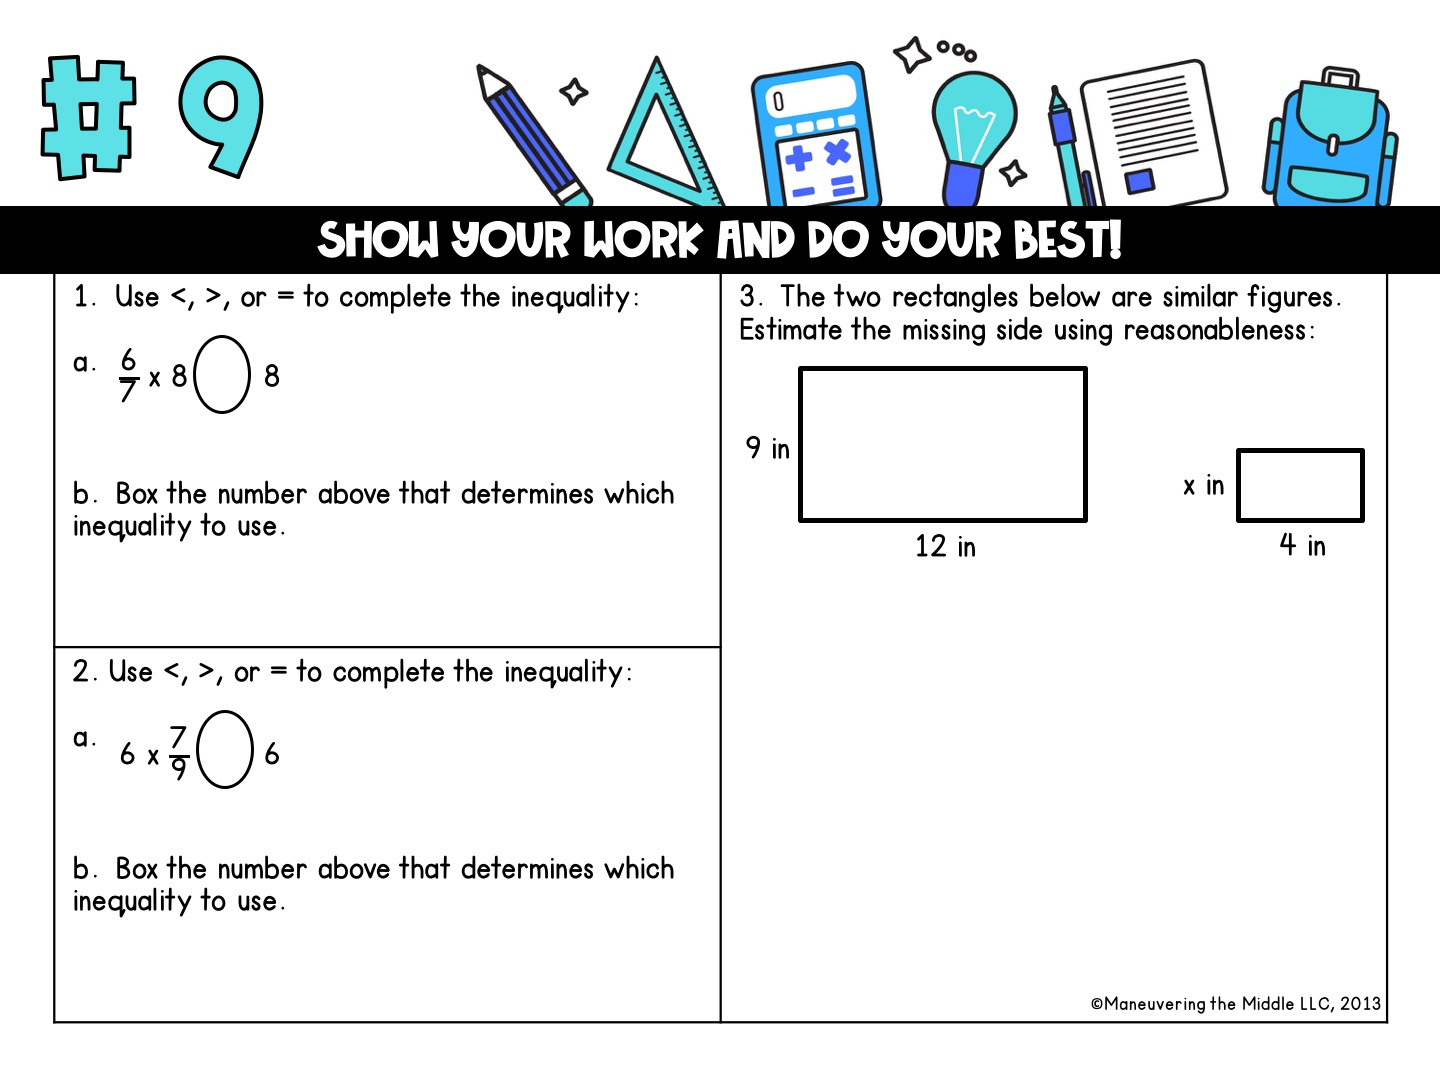 # 9
0
SHOW YOUR WORK AND DO YOUR BEST!
1. Use <, >, or = to complete the inequality:
a. 6/7 x 8 8
b. Box the number above that determines which
inequality to use.
2. Use <, >, or = to complete the inequality:
a. 6 x 7/9 6
b. Box the number above that determines which
inequality to use.
3. The two rectangles below are similar figures.
Estimate the missing side using reasonableness:
9 in
12 in
x in
4 in
©Maneuvering the Middle LLC, 2013